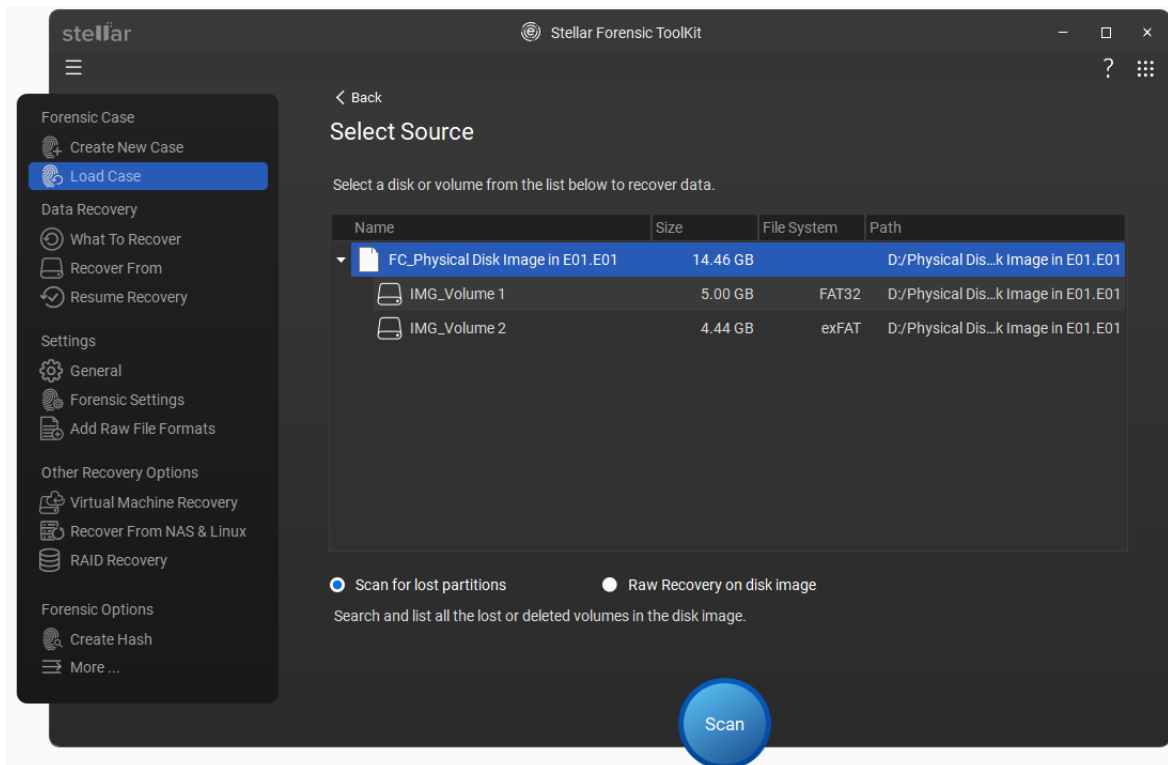 stellar
Stellar Forensic ToolKit
?
Forensic Case
Create New Case
Load Case
Data Recovery
What To Recover
Recover From
Resume Recovery
Settings
General
Forensic Settings
Add Raw File Formats
Other Recovery Options
Virtual Machine Recovery
Recover From NAS & Linux
RAID Recovery
Forensic Options
Create Hash
More ...
Back
Select Source
Select a disk or volume from the list below to recover data.
Name Size File System Path
FC_Physical Disk Image in E01.E01 14.46 GB D:/Physical Dis...k Image in E01.E01
IMG_Volume 1 5.00 GB FAT32 D:/Physical Dis...k Image in E01.E01
IMG_Volume 2 4.44 GB exFAT D:/Physical Dis...k Image in E01.E01
Scan for lost partitions Raw Recovery on disk image
Search and list all the lost or deleted volumes in the disk image.
Scan